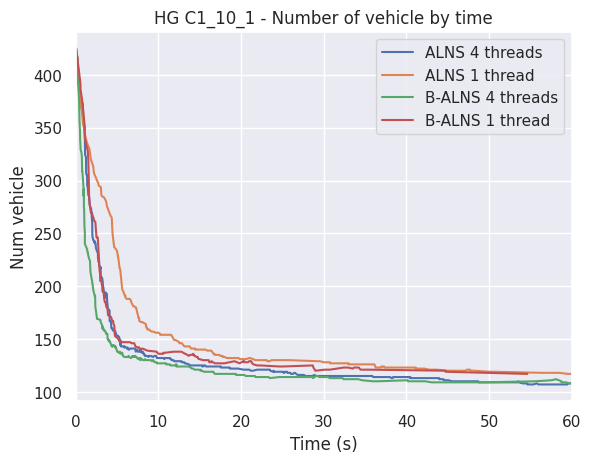 HG C1_10_1 - Number of vehicle by time
ALNS 4 threads
ALNS 1 thread
B-ALNS 4 threads
B-ALNS 1 thread
Num vehicle
400
350
300
250
200
150
100
0 10 20 30 40 50 60
Time (s)